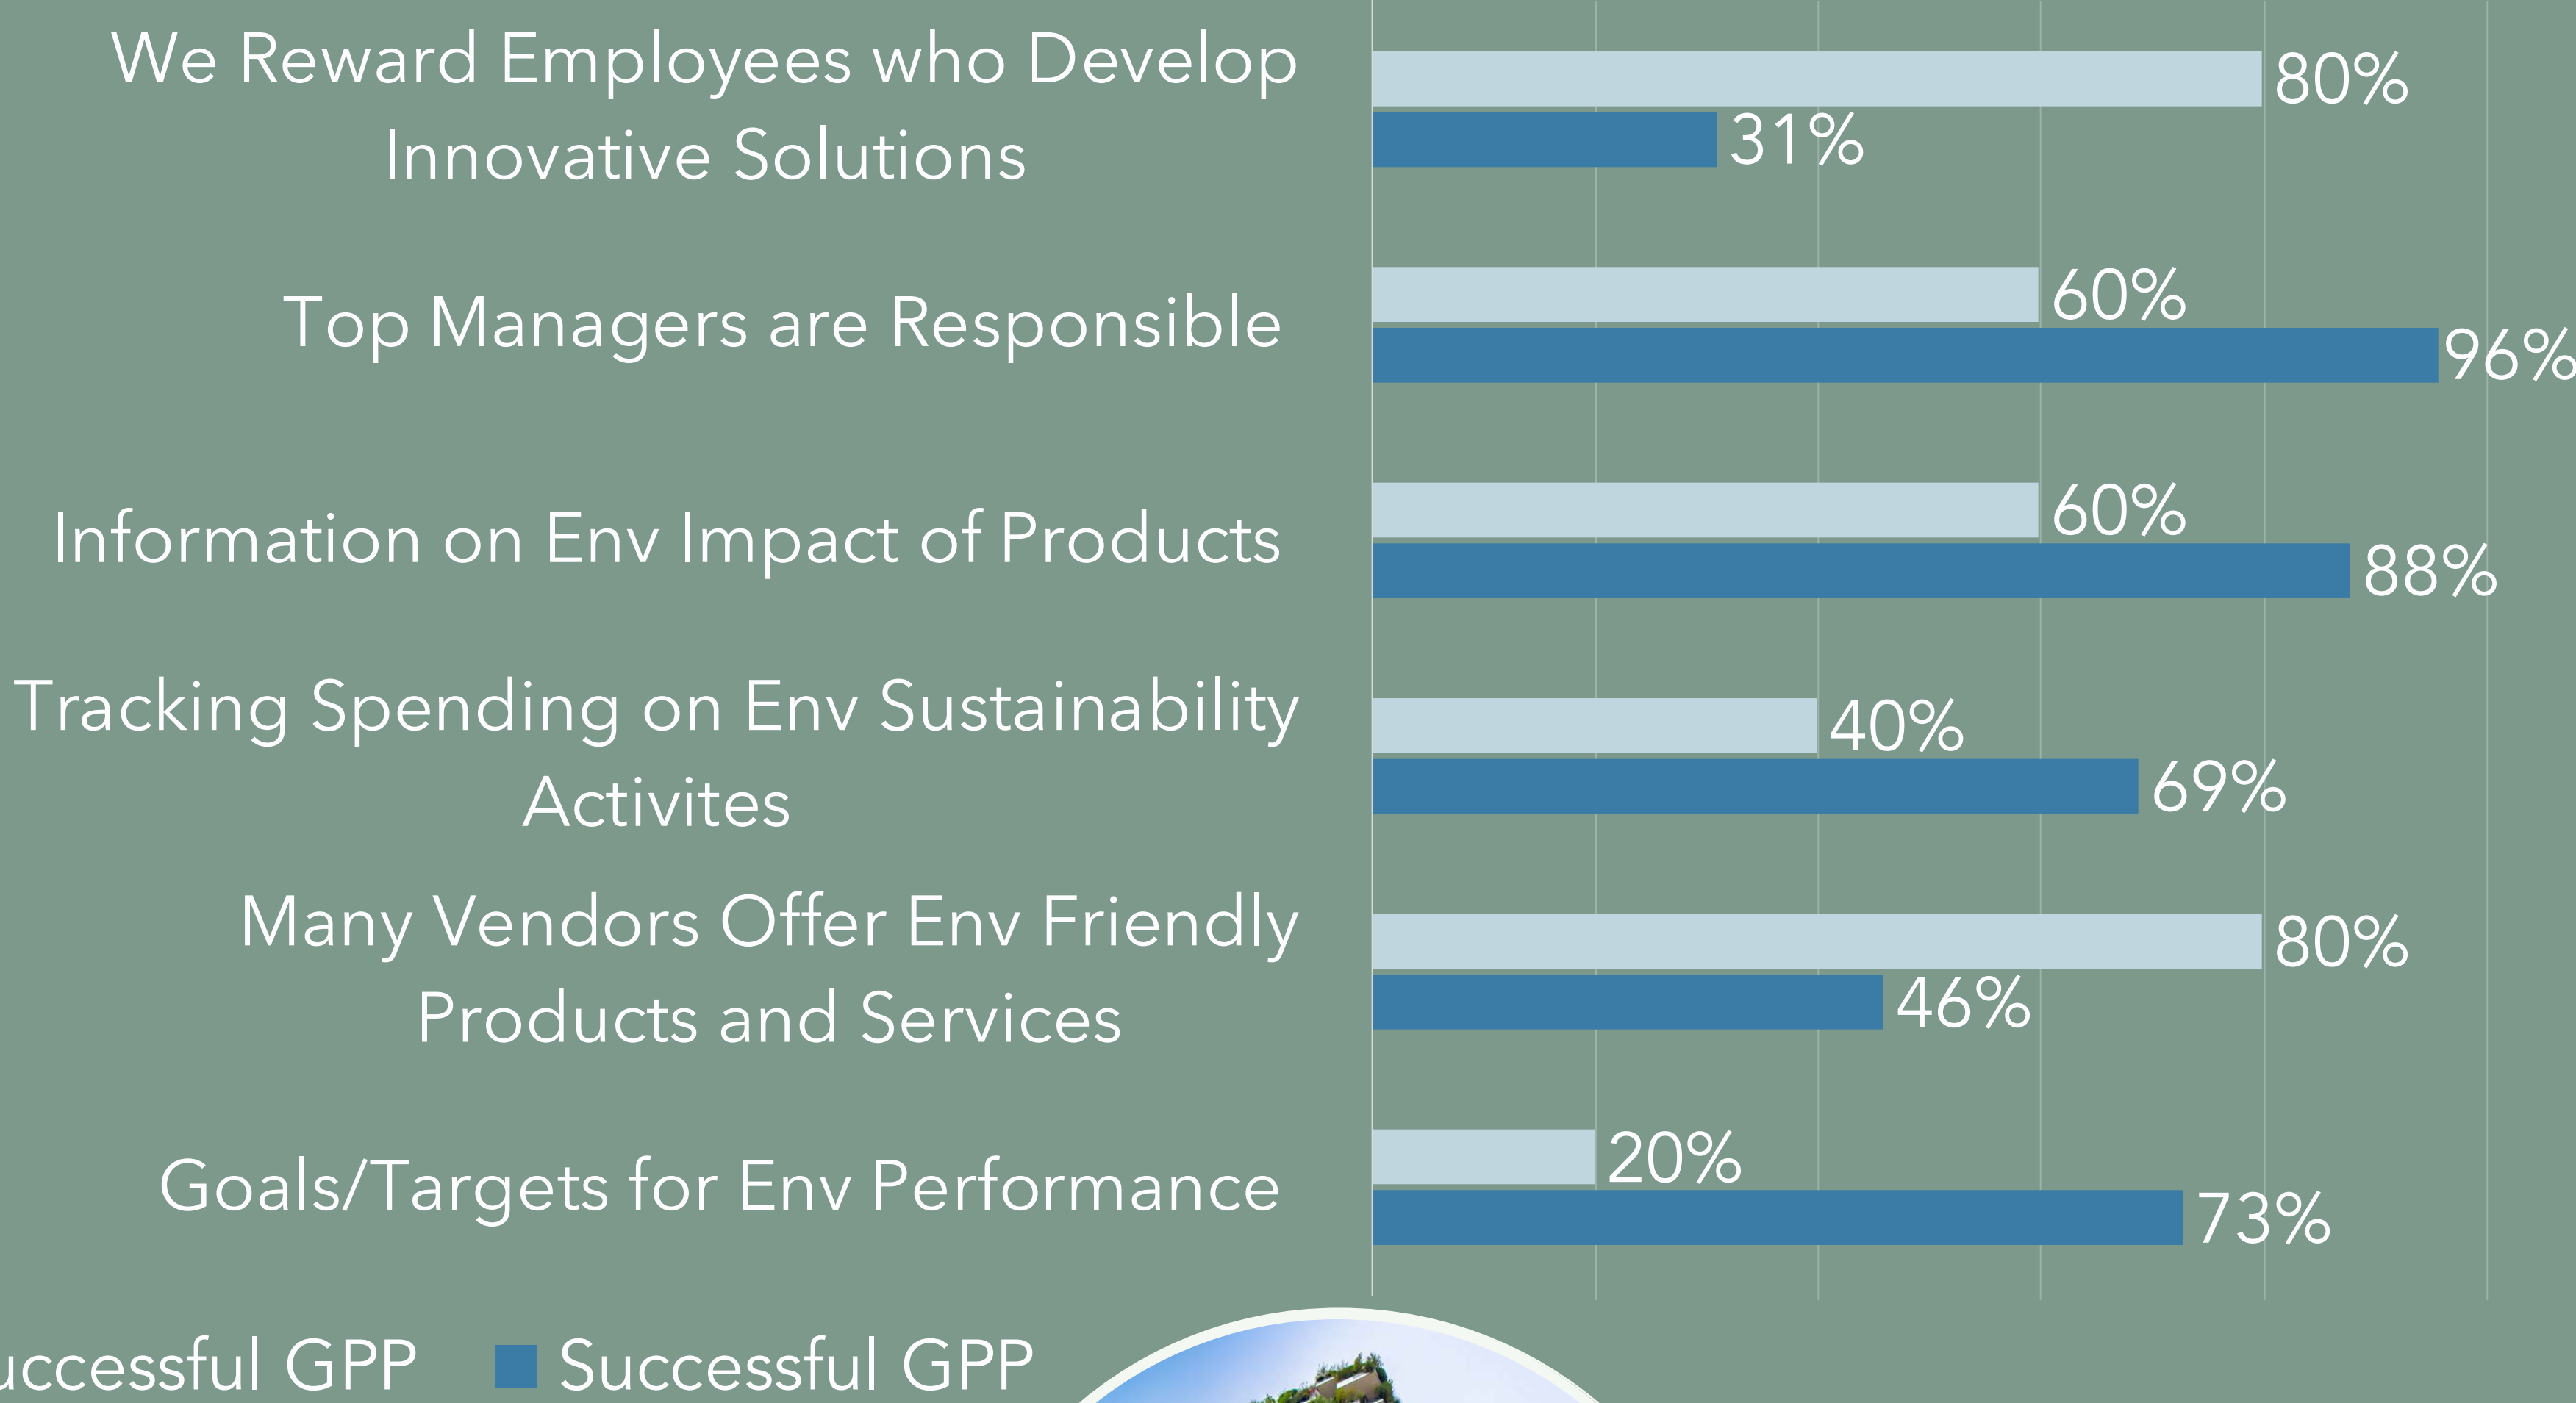 We Reward Employees who Develop
Innovative Solutions
80%
31%
Top Managers are Responsible
60%
96%
Information on Env Impact of Products
60%
88%
Tracking Spending on Env Sustainability
Activites
40%
69%
Many Vendors Offer Env Friendly
Products and Services
80%
46%
Goals/Targets for Env Performance
20%
73%
GPP Successful GPP